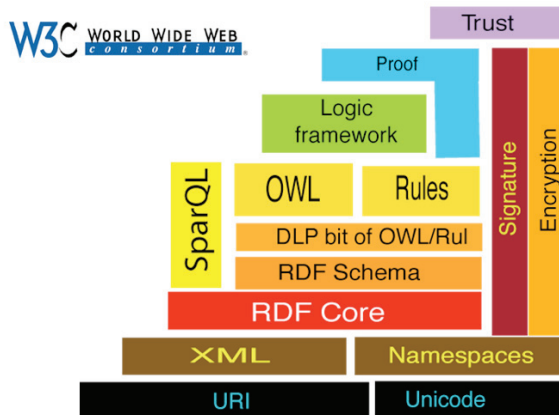 W3C WORLD WIDE WEB
consortium®
Trust
Proof
Logic
framework
Signature
Encryption
SparQL
OWL
Rules
DLP bit of OWL/Rul
RDF Schema
RDF Core
XML
Namespaces
URI
Unicode